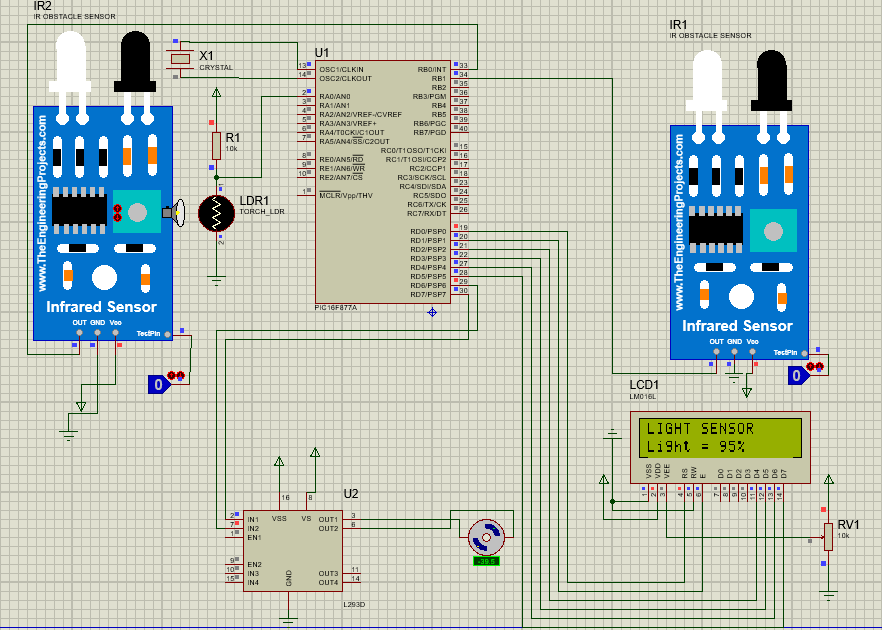 IR2
IR OBSTACLE SENSOR
www.TheEngineeringProjects.com
Infrared Sensor
OUT GND Vcc
TestPin
0
X1
CRYSTAL
R1
10k
LDR1
TORCH_LDR
1
2
U1
13 OSC1/CLKIN
14 OSC2/CLKOUT
2 RA0/AN0
3 RA1/AN1
4 RA2/AN2/VREF-/CVREF
5 RA3/AN3/VREF+
6 RA4/T0CKI/C1OUT
7 RA5/AN4/SS/C2OUT
8 RE0/AN5/RD
9 RE1/AN6/WR
10 RE2/AN7/CS
1 MCLR/Vpp/THV
RB0/INT 33
RB1 34
RB2 35
RB3/PGM 36
RB4 37
RB5 38
RB6/PGC 39
RB7/PGD 40
RC0/T1OSO/T1CKI 15
RC1/T1OSI/CCP2 16
RC2/CCP1 17
RC3/SCK/SCL 18
RC4/SDI/SDA 23
RC5/SDO 24
RC6/TX/CK 25
RC7/RX/DT 26
RD0/PSP0 19
RD1/PSP1 20
RD2/PSP2 21
RD3/PSP3 22
RD4/PSP4 27
RD5/PSP5 28
RD6/PSP6 29
RD7/PSP7 30
PIC16F877A
IR1
IR OBSTACLE SENSOR
www.TheEngineeringProjects.com
Infrared Sensor
OUT GND Vcc
TestPin
0
LCD1
LM016L
LIGHT SENSOR
Light = 95%
VSS VDD VEE RS RW E D0 D1 D2 D3 D4 D5 D6 D7
1 2 3 4 5 6 7 8 9 10 11 12 13 14
RV1
10k
U2
16 8
VSS VS
2 IN1
7 IN2
1 EN1
9 EN2
10 IN3
15 IN4
OUT1 3
OUT2 6
OUT3 11
OUT4 14
GND
L293D